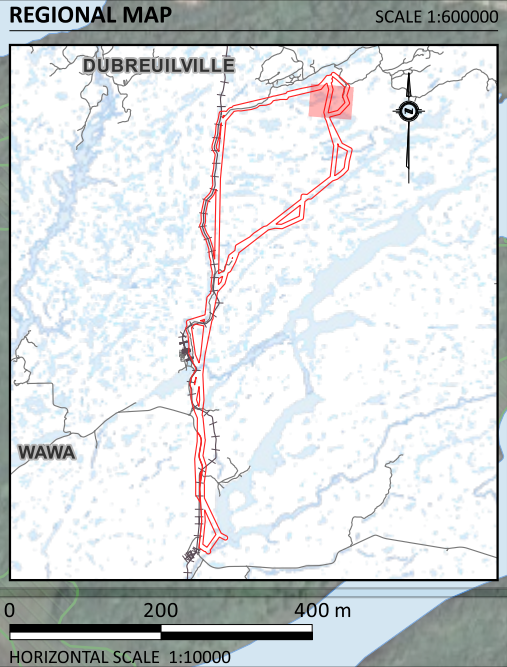 REGIONAL MAP
SCALE 1:600000
DUBREUILVILLE
N
WAWA
0 200 400 m
HORIZONTAL SCALE 1:10000